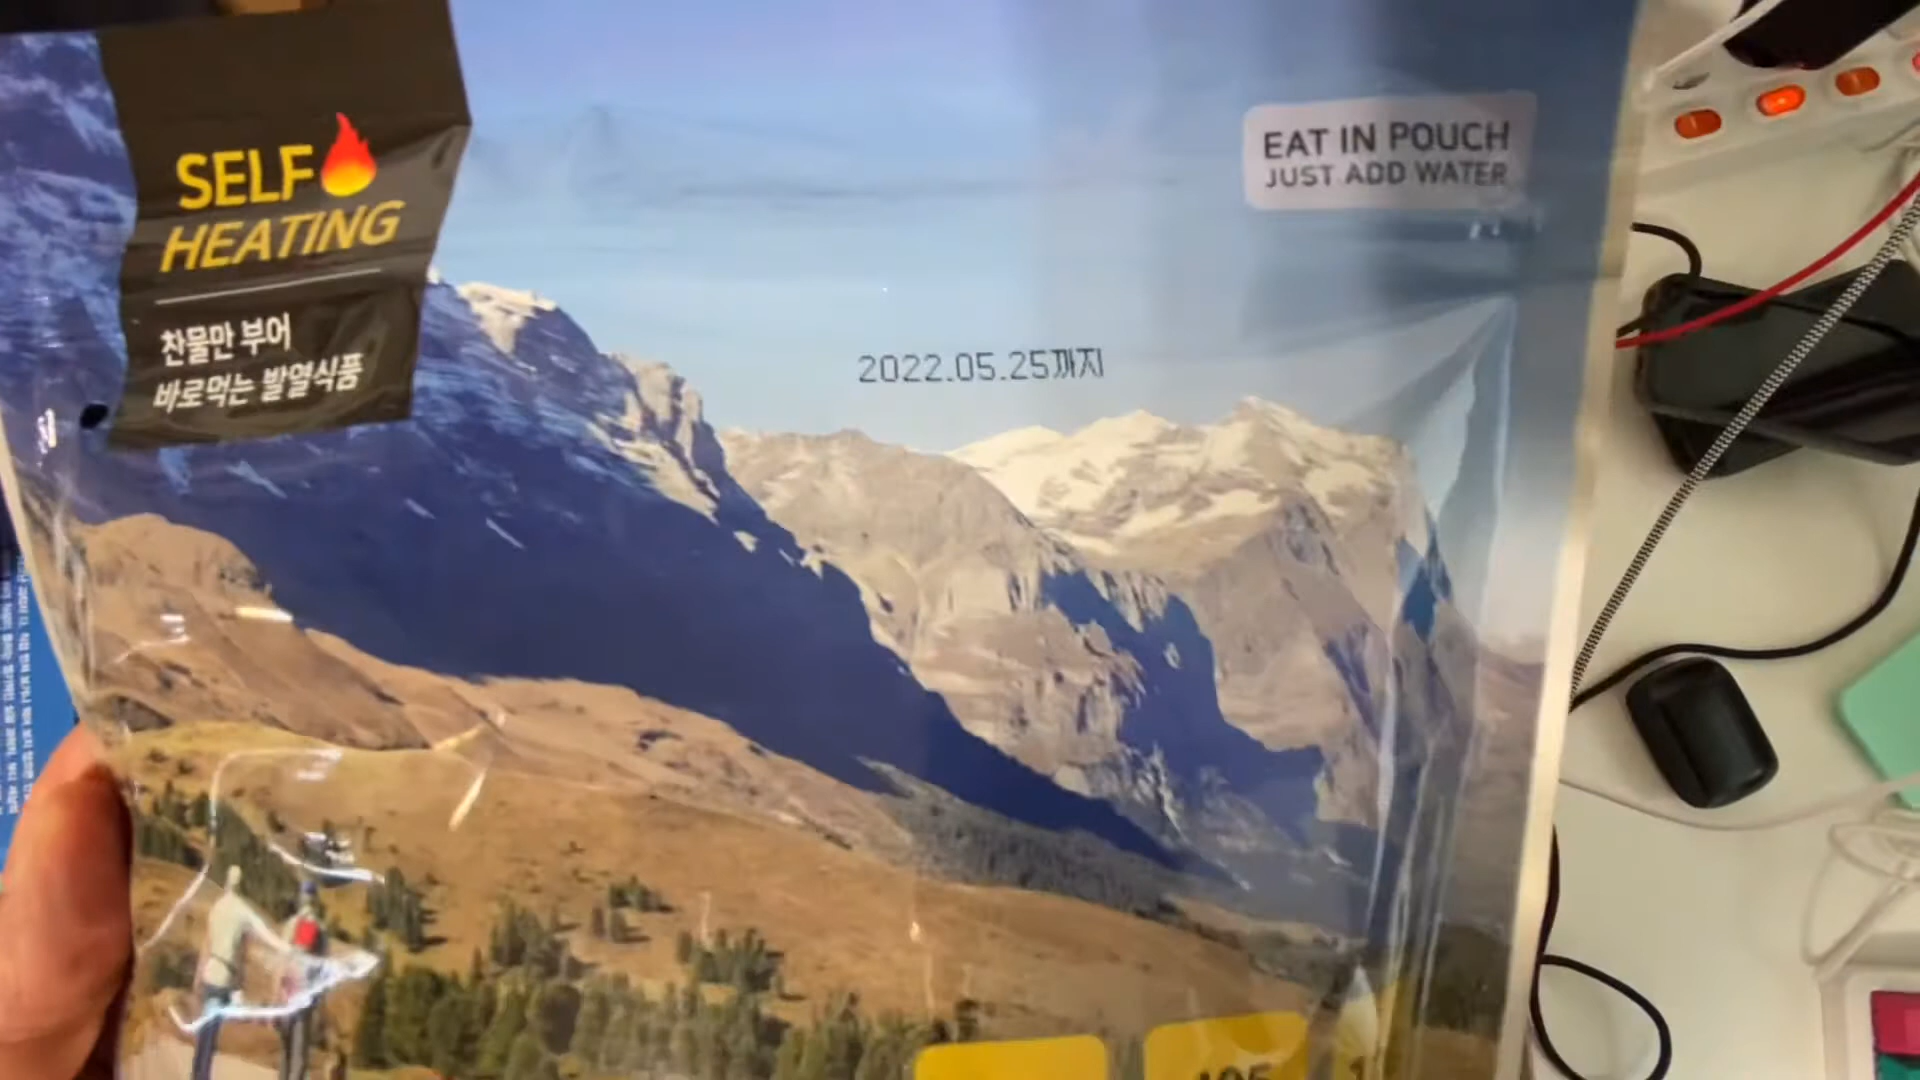 SELF
HEATING
찬물만 부어
바로먹는 발열식품
EAT IN POUCH
JUST ADD WATER
2022.05.25까지